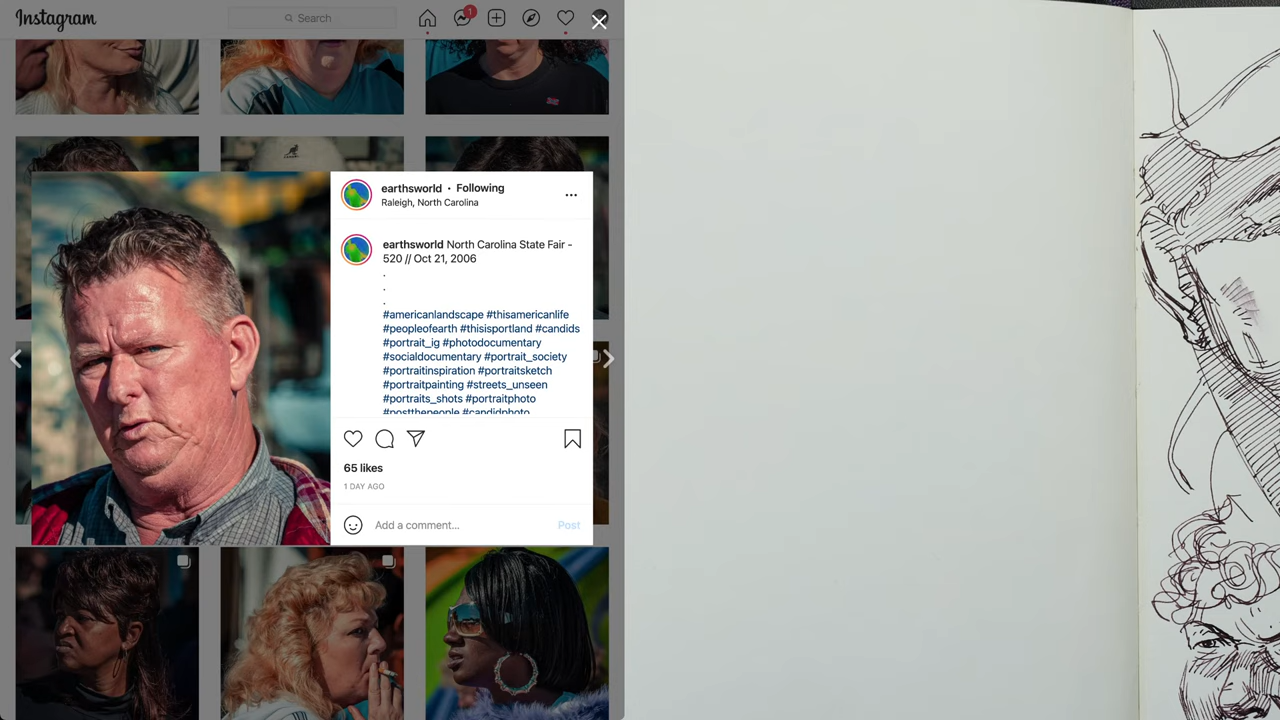 Instagram
Search
1
earthsworld • Following
Raleigh, North Carolina
earthsworld North Carolina State Fair -
520 // Oct 21, 2006
.
.
.
#americanlandscape #thisamericanlife
#peopleofearth #thisisportland #candids
#portrait_ig #photodocumentary
#socialdocumentary #portrait_society
#portraitinspiration #portraitsketch
#portraitpainting #streets_unseen
#portraits_shots #portraitphoto
#postthepeople #candidphoto
65 likes
1 DAY AGO
Add a comment...
Post